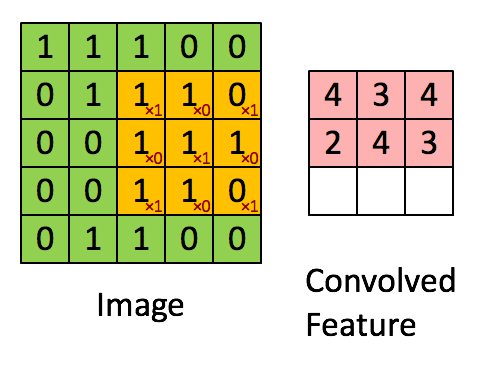 1 1 1 0 0
0 1 1×1 1×0 0×1
0 0 1×0 1×1 1×0
0 0 1×1 1×0 0×1
0 1 1 0 0
Image
4 3 4
2 4 3
Convolved
Feature